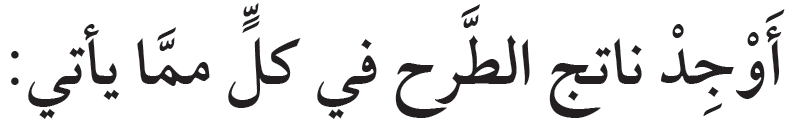 أَوْجِدْ ناتج الطَّرح في كلٍّ ممَّا يأتي: